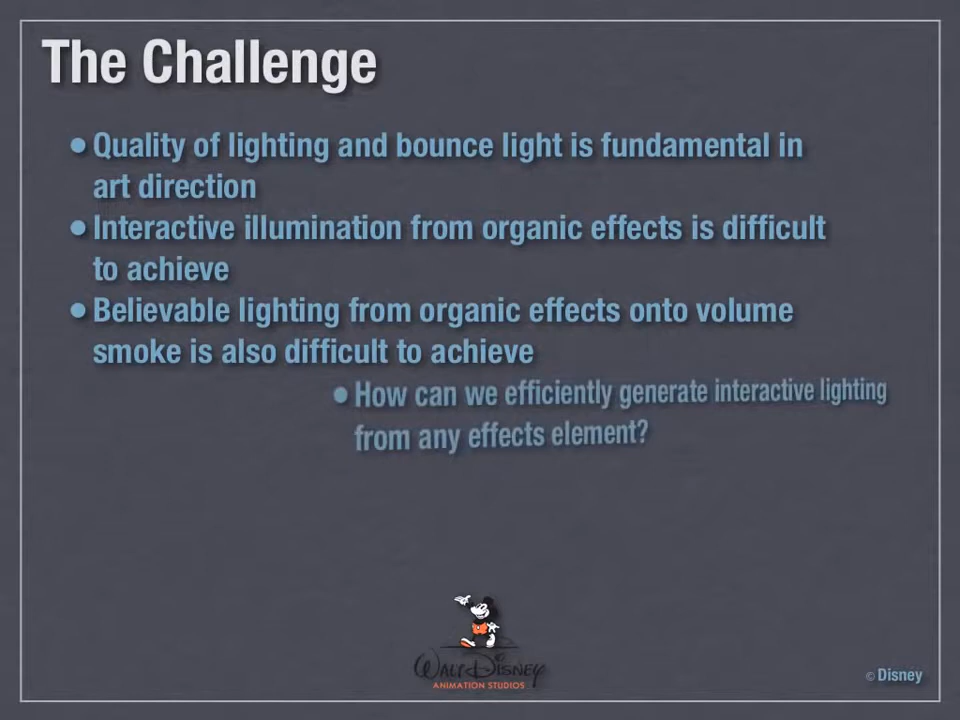 The Challenge
•Quality of lighting and bounce light is fundamental in
art direction
•Interactive illumination from organic effects is difficult
to achieve
•Believable lighting from organic effects onto volume
smoke is also difficult to achieve
•How can we efficiently generate interactive lighting
from any effects element?
WALT DISNEY
ANIMATION STUDIOS
© Disney